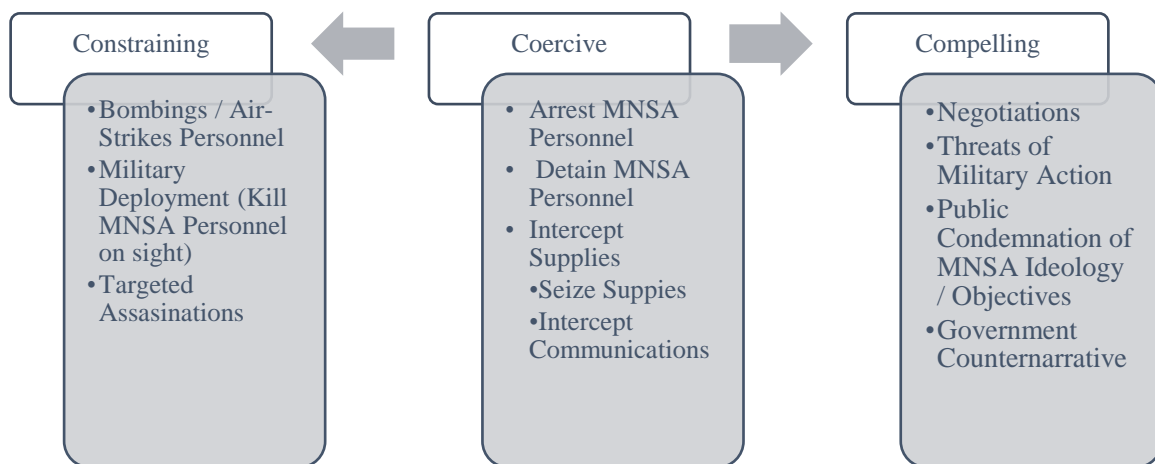 Constraining
•Bombings / Air-
Strikes Personnel
•Military
Deployment (Kill
MNSA Personnel
on sight)
•Targeted
Assasinations
Coercive
• Arrest MNSA
Personnel
• Detain MNSA
Personnel
• Intercept
Supplies
•Seize Suppies
•Intercept
Communications
Compelling
•Negotiations
•Threats of
Military Action
•Public
Condemnation of
MNSA Ideology
/ Objectives
•Government
Counternarrative